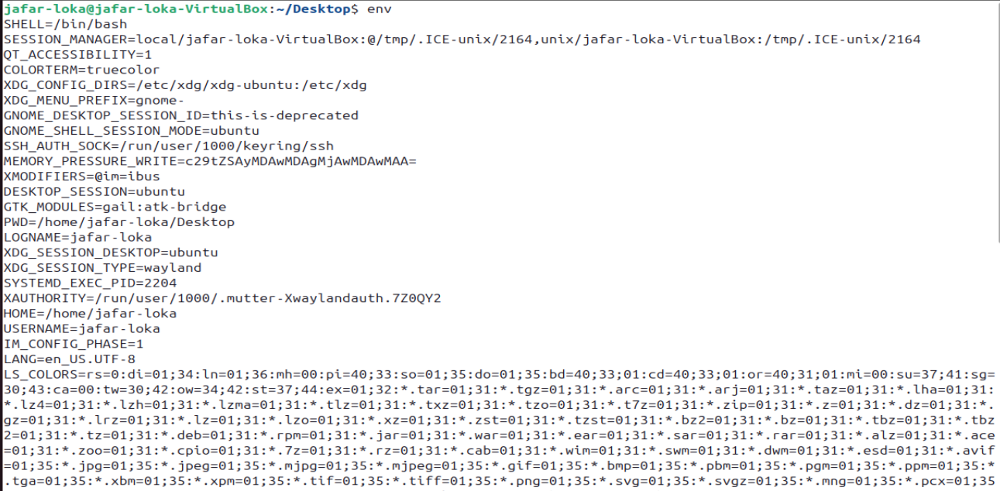 jafar-loka@jafar-loka-VirtualBox:~/Desktop$ env
SHELL=/bin/bash
SESSION_MANAGER=local/jafar-loka-VirtualBox:@/tmp/.ICE-unix/2164,unix/jafar-loka-VirtualBox:/tmp/.ICE-unix/2164
QT_ACCESSIBILITY=1
COLORTERM=truecolor
XDG_CONFIG_DIRS=/etc/xdg/xdg-ubuntu:/etc/xdg
XDG_MENU_PREFIX=gnome-
GNOME_DESKTOP_SESSION_ID=this-is-deprecated
GNOME_SHELL_SESSION_MODE=ubuntu
SSH_AUTH_SOCK=/run/user/1000/keyring/ssh
MEMORY_PRESSURE_WRITE=c29tZSAyMDAwMDAgMjAwMDAwMAA=
XMODIFIERS=@im=ibus
DESKTOP_SESSION=ubuntu
GTK_MODULES=gail:atk-bridge
PWD=/home/jafar-loka/Desktop
LOGNAME=jafar-loka
XDG_SESSION_DESKTOP=ubuntu
XDG_SESSION_TYPE=wayland
SYSTEMD_EXEC_PID=2204
XAUTHORITY=/run/user/1000/.mutter-Xwaylandauth.7Z0QY2
HOME=/home/jafar-loka
USERNAME=jafar-loka
IM_CONFIG_PHASE=1
LANG=en_US.UTF-8
LS_COLORS=rs=0:di=01;34:ln=01;36:mh=00:pi=40;33:so=01;35:do=01;35:bd=40;33;01:cd=40;33;01:or=40;31;01:mi=00:su=37;41:sg=
30;43:ca=00:tw=30;42:ow=34;42:st=37;44:ex=01;32:*.tar=01;31:*.tgz=01;31:*.arc=01;31:*.arj=01;31:*.taz=01;31:*.lha=01;31:
*.lz4=01;31:*.lzh=01;31:*.lzma=01;31:*.tlz=01;31:*.txz=01;31:*.tzo=01;31:*.t7z=01;31:*.zip=01;31:*.z=01;31:*.dz=01;31:*.
gz=01;31:*.lrz=01;31:*.lz=01;31:*.lzo=01;31:*.xz=01;31:*.zst=01;31:*.tzst=01;31:*.bz2=01;31:*.bz=01;31:*.tbz=01;31:*.tbz
2=01;31:*.tz=01;31:*.deb=01;31:*.rpm=01;31:*.jar=01;31:*.war=01;31:*.ear=01;31:*.sar=01;31:*.rar=01;31:*.alz=01;31:*.ace
=01;31:*.zoo=01;31:*.cpio=01;31:*.7z=01;31:*.rz=01;31:*.cab=01;31:*.wim=01;31:*.swm=01;31:*.dwm=01;31:*.esd=01;31:*.avif
=01;35:*.jpg=01;35:*.jpeg=01;35:*.mjpg=01;35:*.mjpeg=01;35:*.gif=01;35:*.bmp=01;35:*.pbm=01;35:*.pgm=01;35:*.ppm=01;35:*
.tga=01;35:*.xbm=01;35:*.xpm=01;35:*.tif=01;35:*.tiff=01;35:*.png=01;35:*.svg=01;35:*.svgz=01;35:*.mng=01;35:*.pcx=01;35